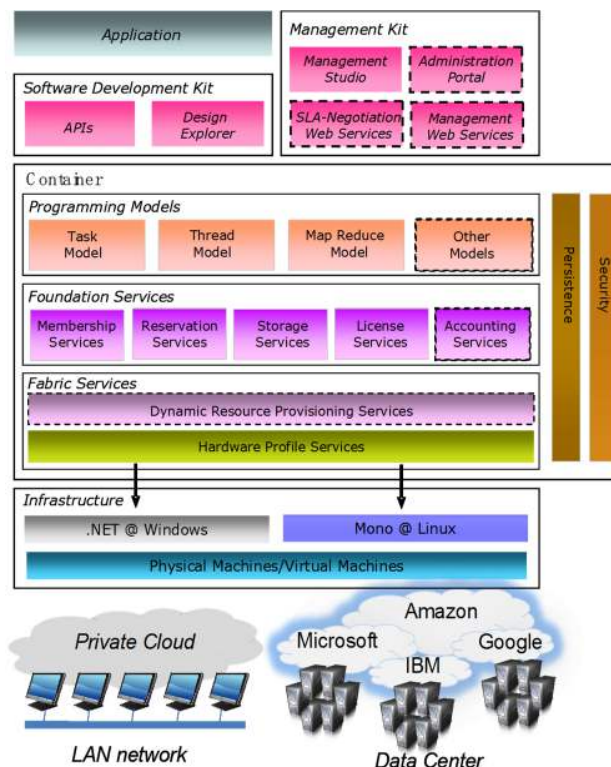 Application
Management Kit
Management
Studio
Administration
Portal
SLA-Negotiation
Web Services
Management
Web Services
Software Development Kit
APIs
Design
Explorer
Container
Programming Models
Task
Model
Thread
Model
Map Reduce
Model
Other
Models
Foundation Services
Membership
Services
Reservation
Services
Storage
Services
License
Services
Accounting
Services
Fabric Services
Dynamic Resource Provisioning Services
Hardware Profile Services
Persistence
Security
Infrastructure
.NET @ Windows
Mono @ Linux
Physical Machines/Virtual Machines
Private Cloud
LAN network
Amazon
Microsoft
Google
IBM
Data Center